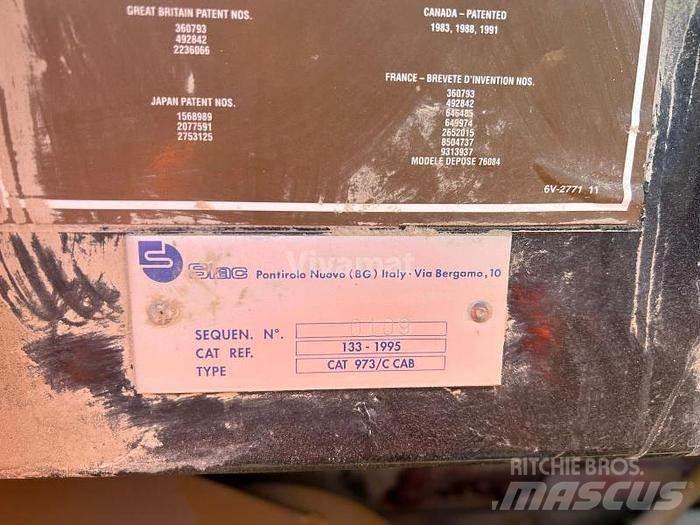 GREAT BRITAIN PATENT NOS.
360793
492842
2236066
CANADA – PATENTED
1983, 1988, 1991
JAPAN PATENT NOS.
1568989
2077591
2753125
FRANCE – BREVETE D'INVENTION NOS.
360793
492842
646485
649974
2652015
8504737
9313937
MODELE DEPOSE 76084
6V-2771 11
Vivamat
Siac Pontirolo Nuovo (BG) Italy · Via Bergamo, 10
SEQUEN. N°. 0109
CAT REF. 133 - 1995
TYPE CAT 973/C CAB
RITCHIE BROS.
MASCUS